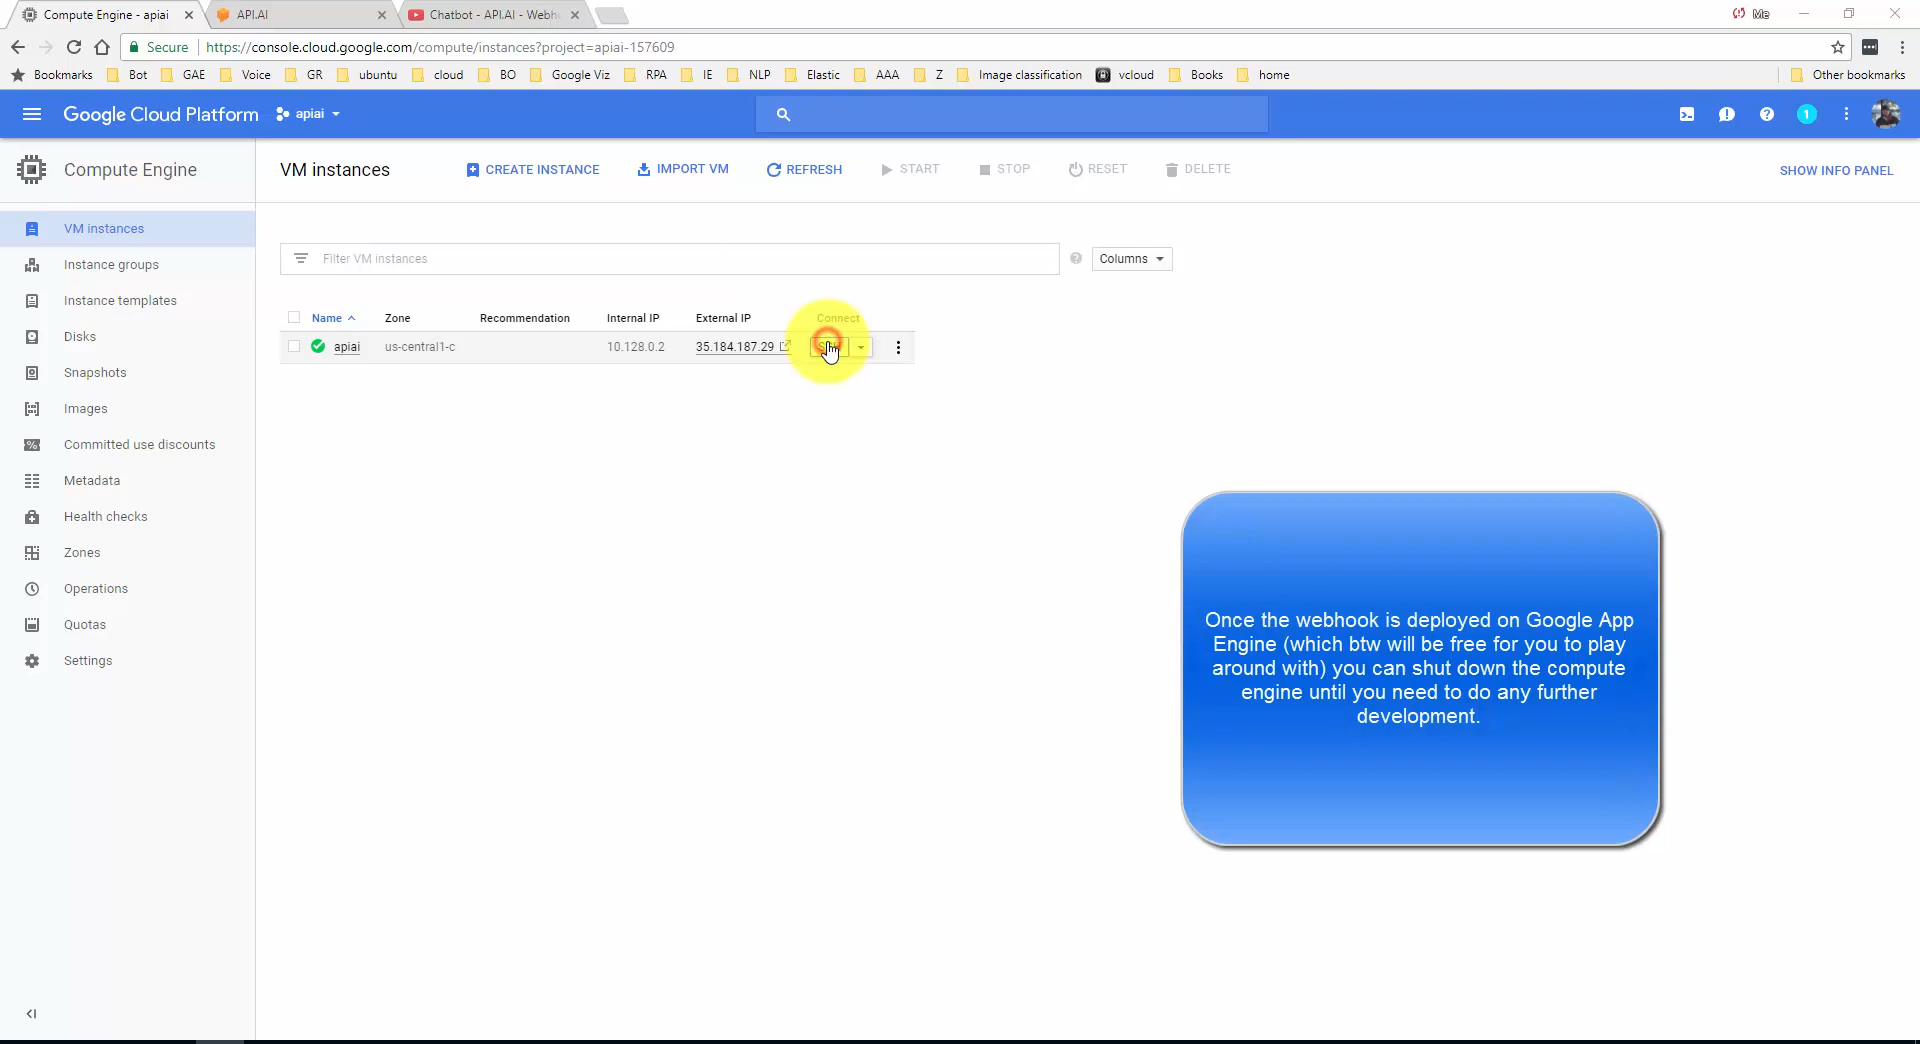 Compute Engine - apiai
API.AI
Chatbot - API.AI - Webh
Me
Secure
https://console.cloud.google.com/compute/instances?project=apiai-157609
Bookmarks Bot GAE Voice GR ubuntu cloud BO Google Viz RPA IE NLP Elastic AAA Z Image classification vcloud Books home Other bookmarks
Google Cloud Platform apiai 1
Compute Engine
VM instances
Instance groups
Instance templates
Disks
Snapshots
Images
Committed use discounts
Metadata
Health checks
Zones
Operations
Quotas
Settings
VM instances CREATE INSTANCE IMPORT VM REFRESH START STOP RESET DELETE SHOW INFO PANEL
Filter VM instances Columns
Name Zone Recommendation Internal IP External IP Connect
apiai us-central1-c 10.128.0.2 35.184.187.29
Once the webhook is deployed on Google App
Engine (which btw will be free for you to play
around with) you can shut down the compute
engine until you need to do any further
development.